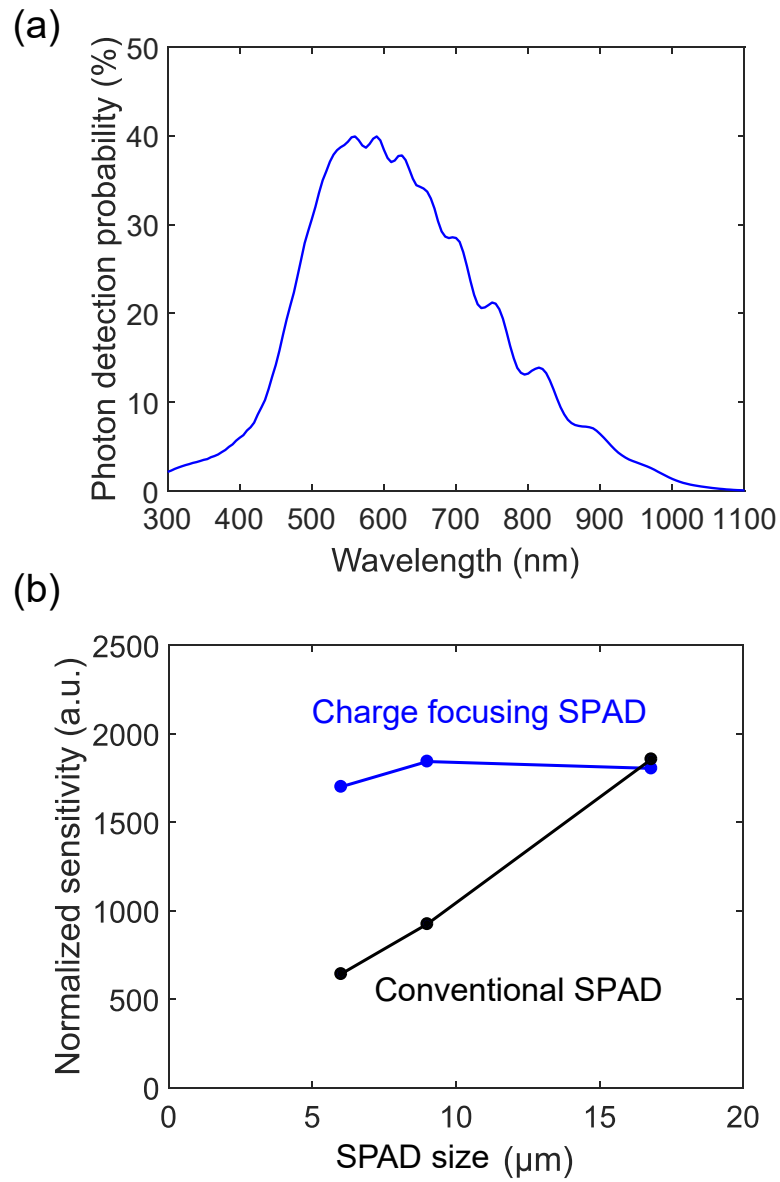 (a)
Photon detection probability (%)
50
40
30
20
10
0
300 400 500 600 700 800 900 1000 1100
Wavelength (nm)
(b)
Normalized sensitivity (a.u.)
2500
2000
1500
1000
500
0
Charge focusing SPAD
Conventional SPAD
0 5 10 15 20
SPAD size (μm)